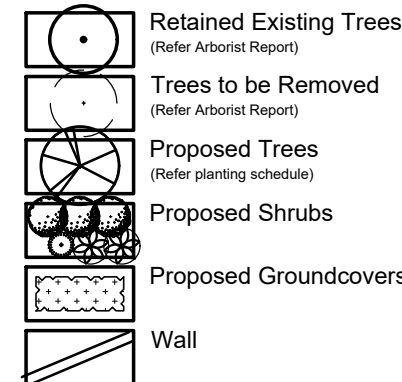 Retained Existing Trees
(Refer Arborist Report)
Trees to be Removed
(Refer Arborist Report)
Proposed Trees
(Refer planting schedule)
Proposed Shrubs
Proposed Groundcovers
Wall